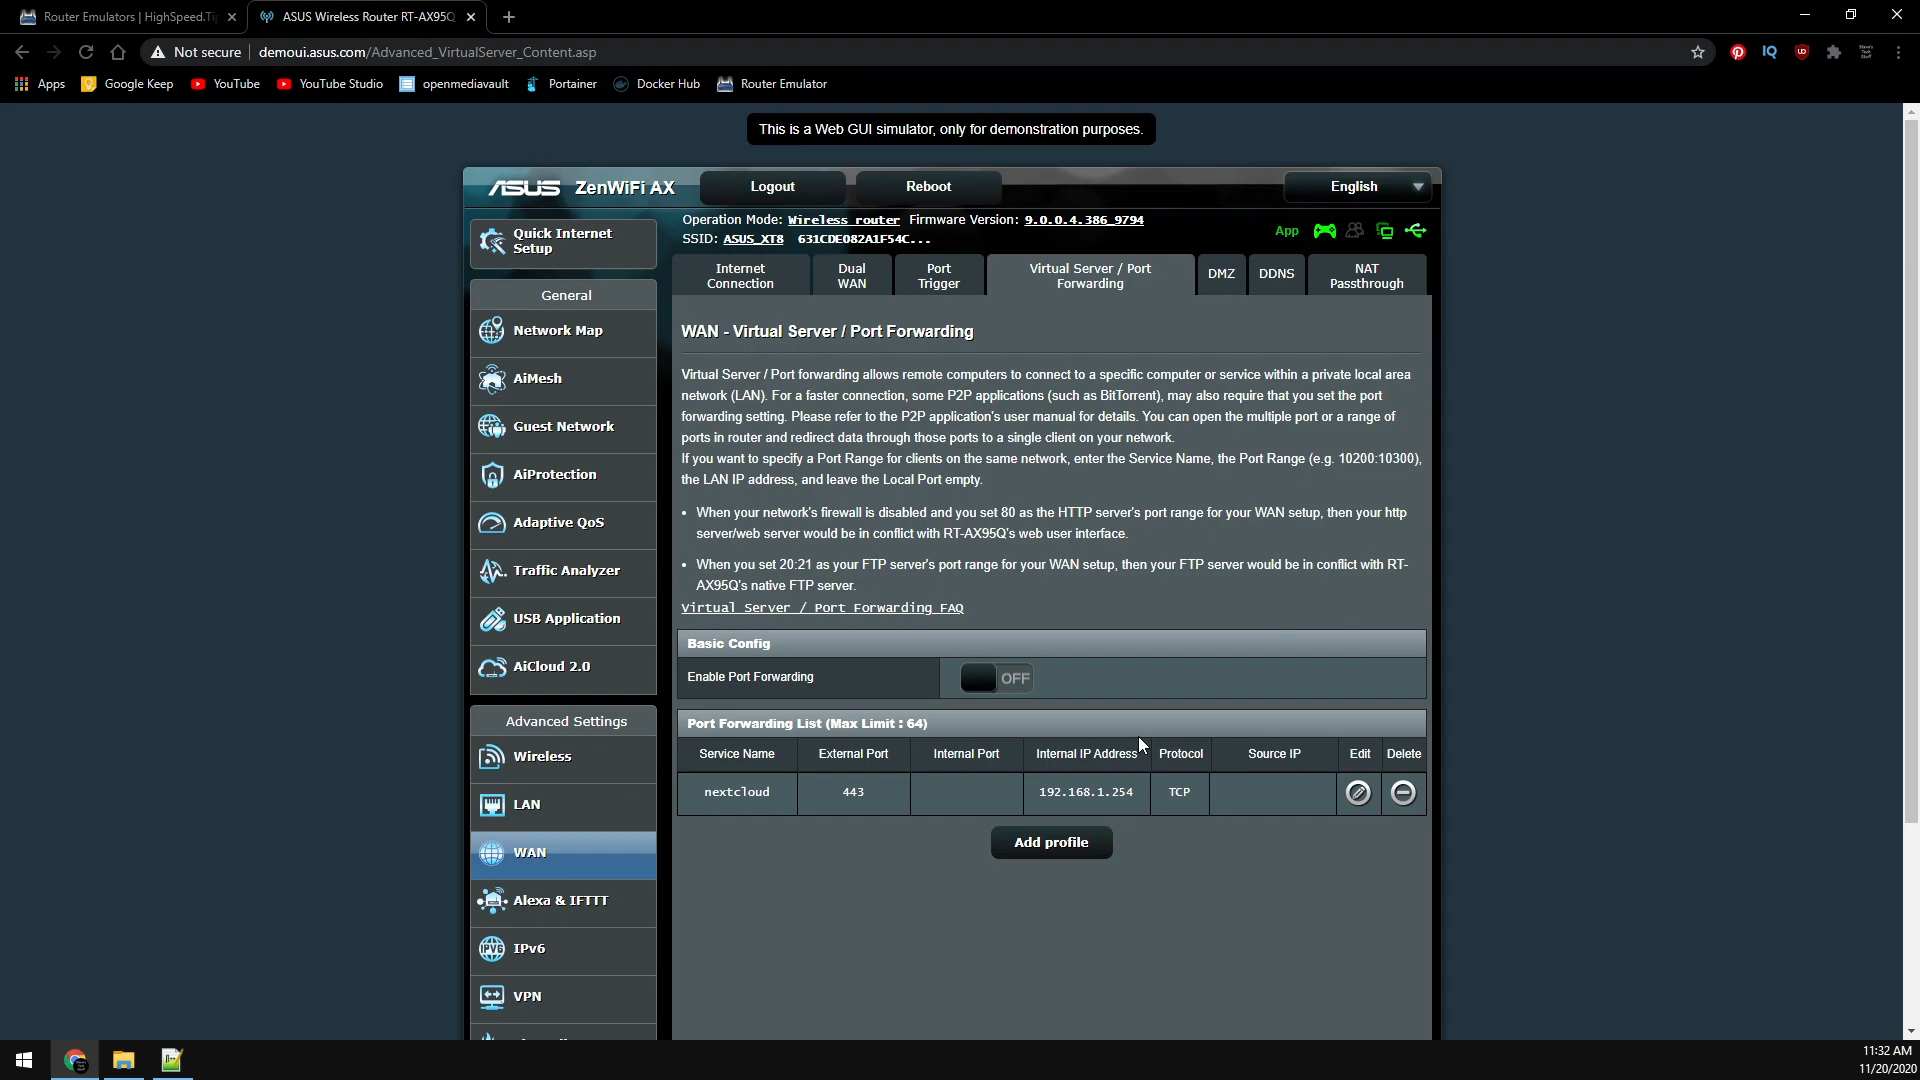 Router Emulators | HighSpeed.Tip
ASUS Wireless Router RT-AX95Q
Not secure
demoui.asus.com/Advanced_VirtualServer_Content.asp
Apps
Google Keep
YouTube
YouTube Studio
openmediavault
Portainer
Docker Hub
Router Emulator
This is a Web GUI simulator, only for demonstration purposes.
ASUS ZenWiFi AX
Logout
Reboot
English
Operation Mode: Wireless router Firmware Version: 9.0.0.4.386_9794
SSID: ASUS_XT8 631CDE082A1F54C...
App
Quick Internet
Setup
General
Network Map
AiMesh
Guest Network
AiProtection
Adaptive QoS
Traffic Analyzer
USB Application
AiCloud 2.0
Advanced Settings
Wireless
LAN
WAN
Alexa & IFTTT
IPv6
VPN
Internet
Connection
Dual
WAN
Port
Trigger
Virtual Server / Port
Forwarding
DMZ
DDNS
NAT
Passthrough
WAN - Virtual Server / Port Forwarding
Virtual Server / Port forwarding allows remote computers to connect to a specific computer or service within a private local area
network (LAN). For a faster connection, some P2P applications (such as BitTorrent), may also require that you set the port
forwarding setting. Please refer to the P2P application's user manual for details. You can open the multiple port or a range of
ports in router and redirect data through those ports to a single client on your network.
If you want to specify a Port Range for clients on the same network, enter the Service Name, the Port Range (e.g. 10200:10300),
the LAN IP address, and leave the Local Port empty.
• When your network's firewall is disabled and you set 80 as the HTTP server's port range for your WAN setup, then your http
server/web server would be in conflict with RT-AX95Q's web user interface.
• When you set 20:21 as your FTP server's port range for your WAN setup, then your FTP server would be in conflict with RT-
AX95Q's native FTP server.
Virtual Server / Port Forwarding FAQ
Basic Config
Enable Port Forwarding
OFF
Port Forwarding List (Max Limit : 64)
Service Name
External Port
Internal Port
Internal IP Address
Protocol
Source IP
Edit
Delete
nextcloud
443
192.168.1.254
TCP
Add profile
11:32 AM
11/20/2020